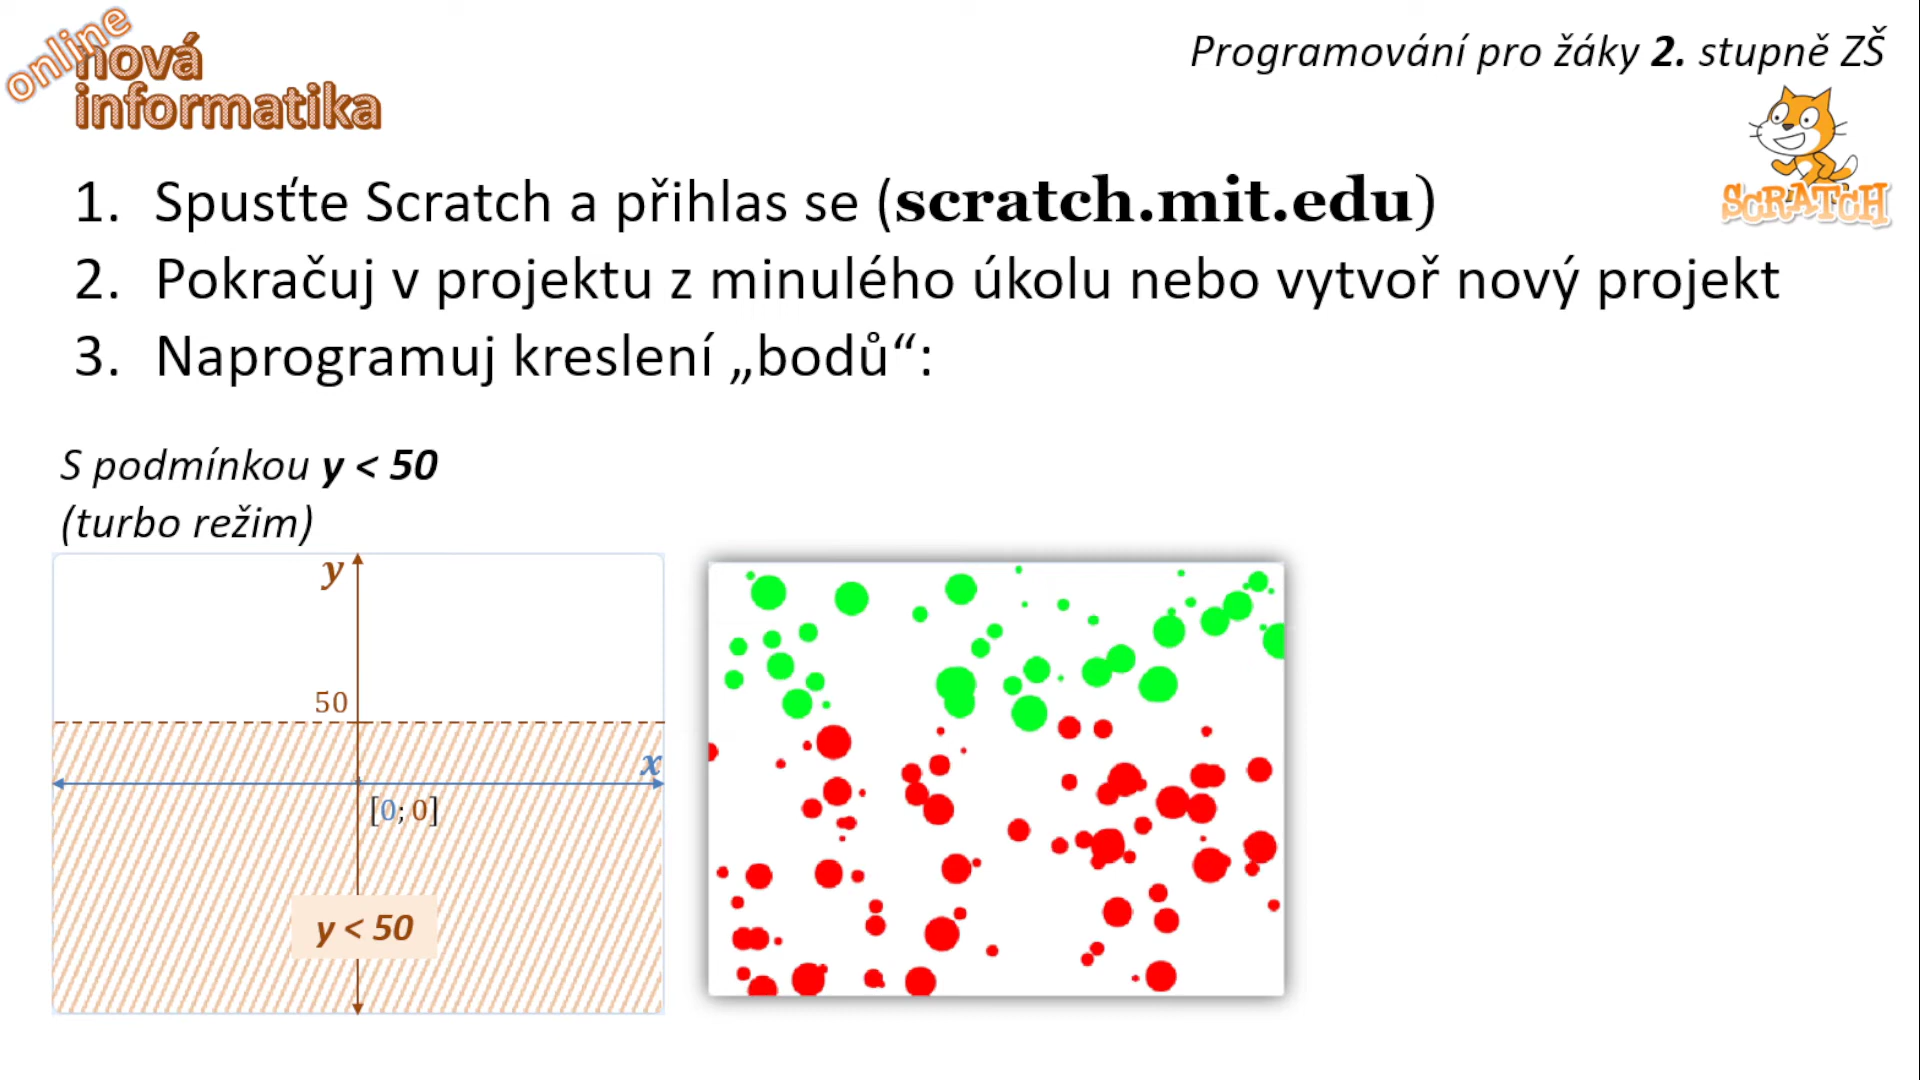 online
nová
informatika
Programování pro žáky 2. stupně ZŠ
SCRATCH
1. Spusťte Scratch a přihlas se (scratch.mit.edu)
2. Pokračuj v projektu z minulého úkolu nebo vytvoř nový projekt
3. Naprogramuj kreslení „bodů“:
S podmínkou y < 50
(turbo režim)
y
50
x
[0; 0]
y < 50